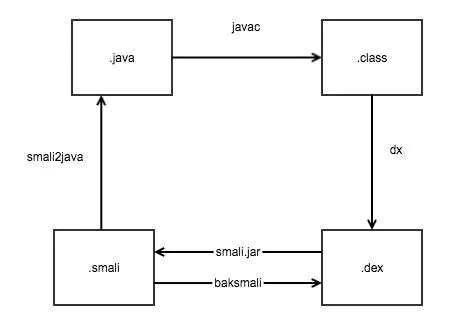 javac
.java
.class
smali2java
dx
smali.jar
.smali
.dex
baksmali